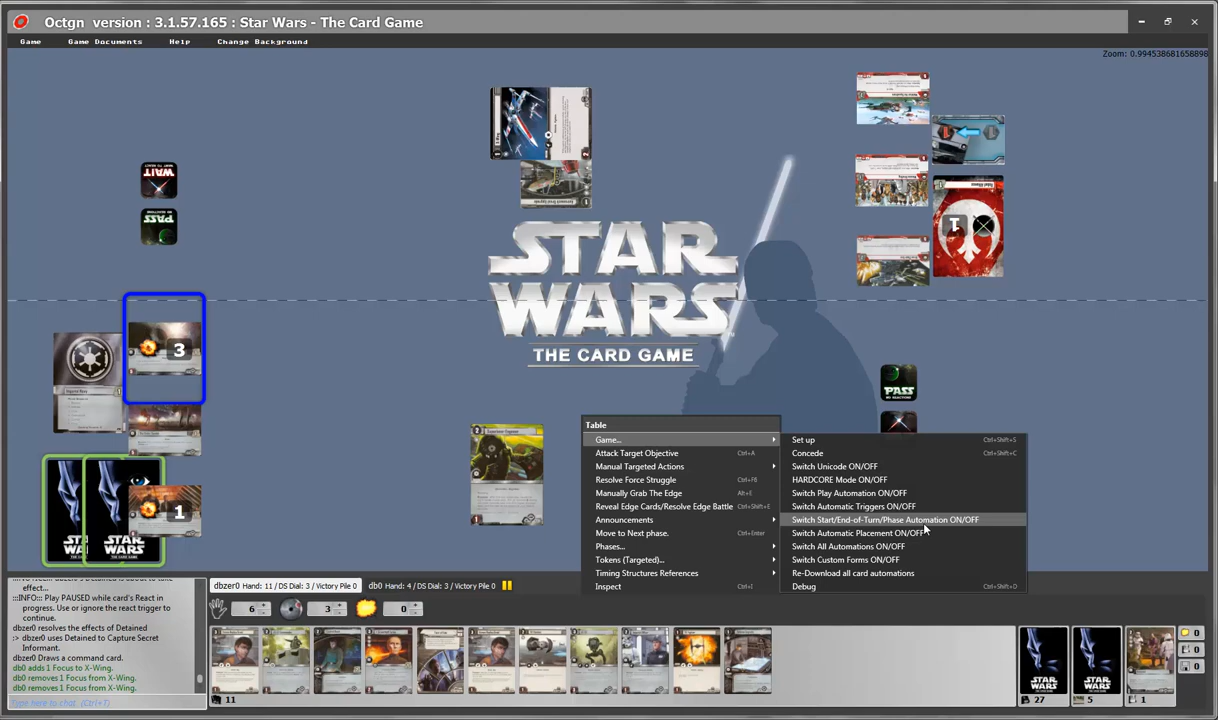 Octgn version : 3.1.57.165 : Star Wars - The Card Game
Game Game Documents Help Change Background
Zoom: 0.994538681658898
WAIT
PASS
STAR
WARS
THE CARD GAME
3
1
PASS
Table
Game...
Attack Target Objective Ctrl+A
Manual Targeted Actions
Resolve Force Struggle Ctrl+F8
Manually Grab The Edge Alt+E
Reveal Edge Cards/Resolve Edge Battle Ctrl+Shift+E
Announcements
Move to Next phase. Ctrl+Enter
Phases...
Tokens (Targeted)...
Timing Structures References
Inspect Ctrl+I
Set up Ctrl+Shift+S
Concede Ctrl+Shift+C
Switch Unicode ON/OFF
HARDCORE Mode ON/OFF
Switch Play Automation ON/OFF
Switch Automatic Triggers ON/OFF
Switch Start/End-of-Turn/Phase Automation ON/OFF
Switch Automatic Placement ON/OFF
Switch All Automations ON/OFF
Switch Custom Forms ON/OFF
Re-Download all card automations
Debug Ctrl+Shift+D
effect...
:::INFO::: Play PAUSED while card's React in
progress. Use or ignore the react trigger to
continue.
dbzer0 resolves the effects of Detained
:> dbzer0 uses Detained to Capture Secret
Informant.
dbzer0 Draws a command card.
db0 adds 1 Focus to X-Wing.
db0 removes 1 Focus from X-Wing.
db0 removes 1 Focus from X-Wing.
Type here to chat (Ctrl+T)
dbzer0 Hand: 11 / DS Dial: 3 / Victory Pile 0 db0 Hand: 4 / DS Dial: 3 / Victory Pile 0
6 3 0
11
27 5 1
0
0
0